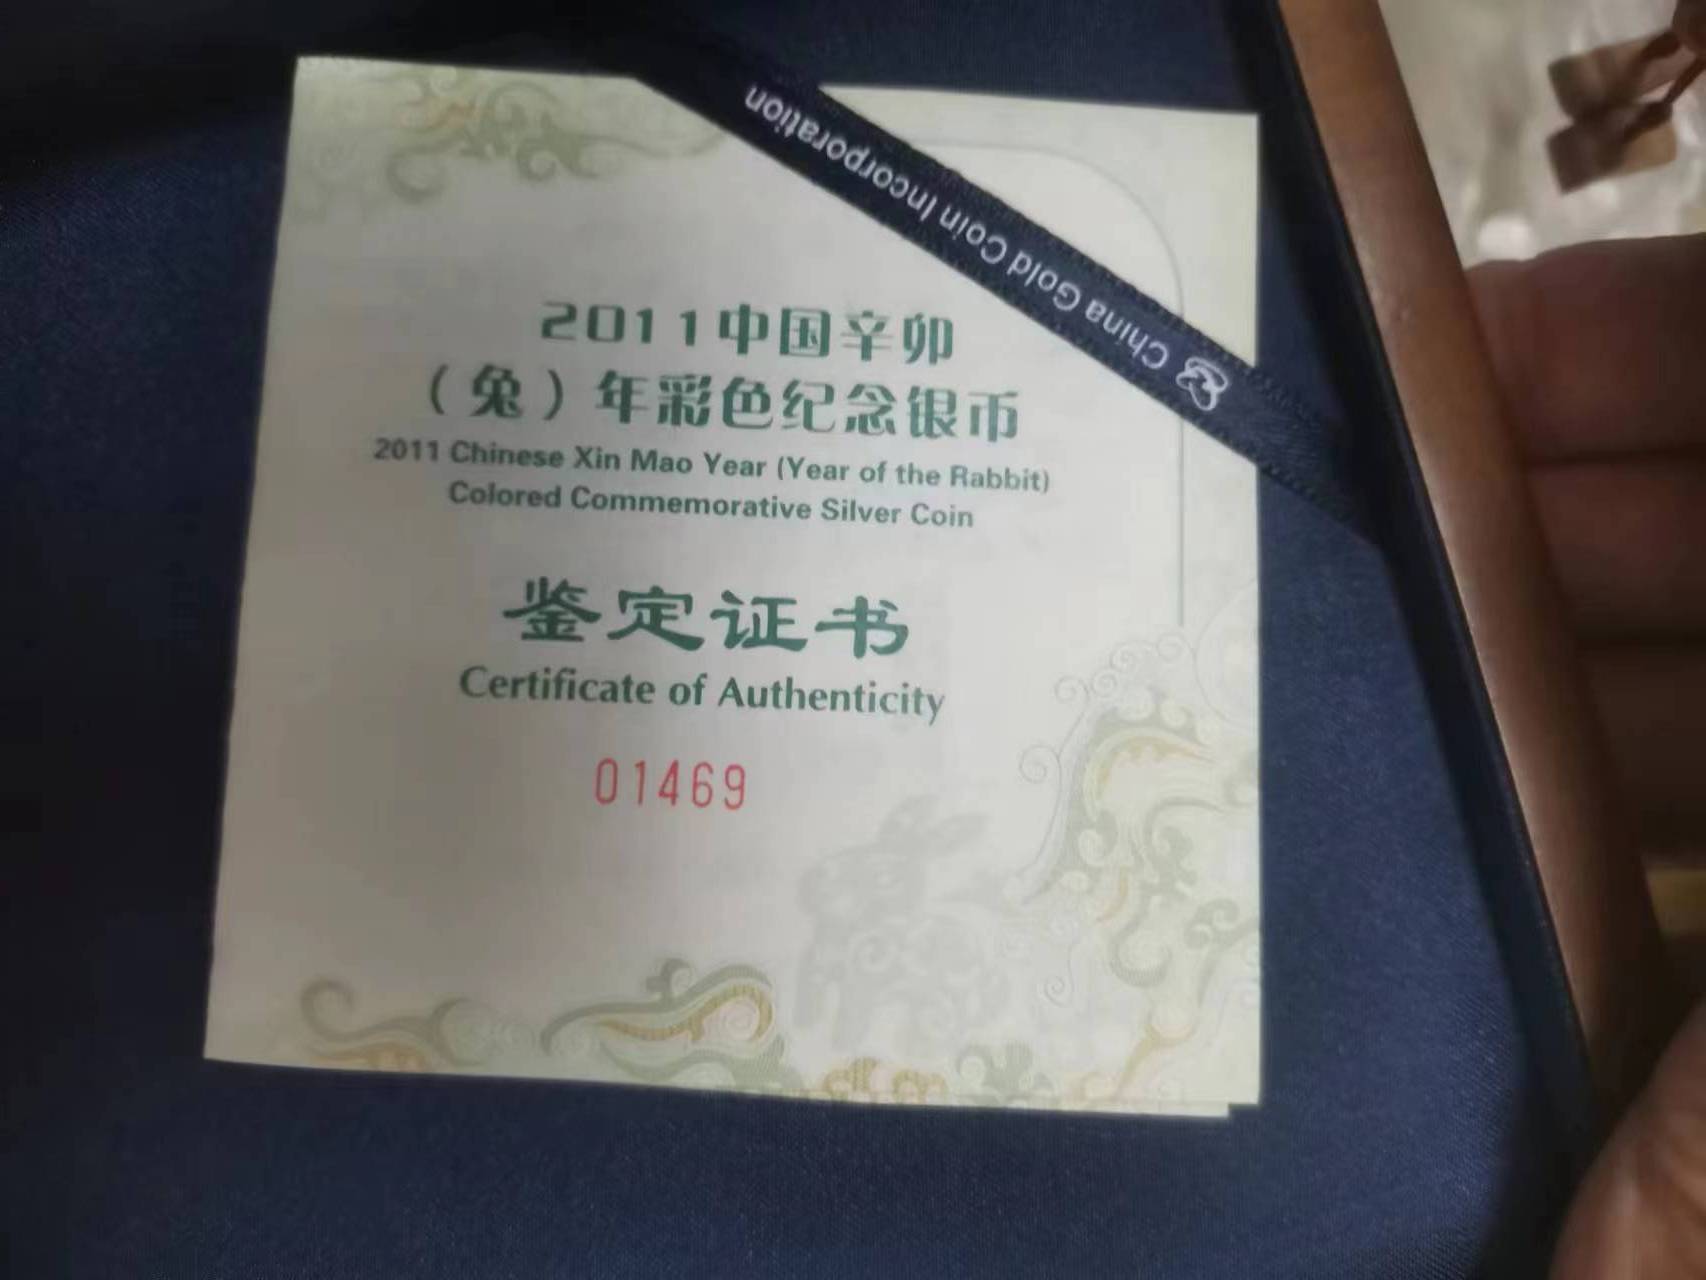 China Gold Coin Incorporation
2011中国辛卯
（兔）年彩色纪念银币
2011 Chinese Xin Mao Year (Year of the Rabbit)
Colored Commemorative Silver Coin
鉴定证书
Certificate of Authenticity
01469